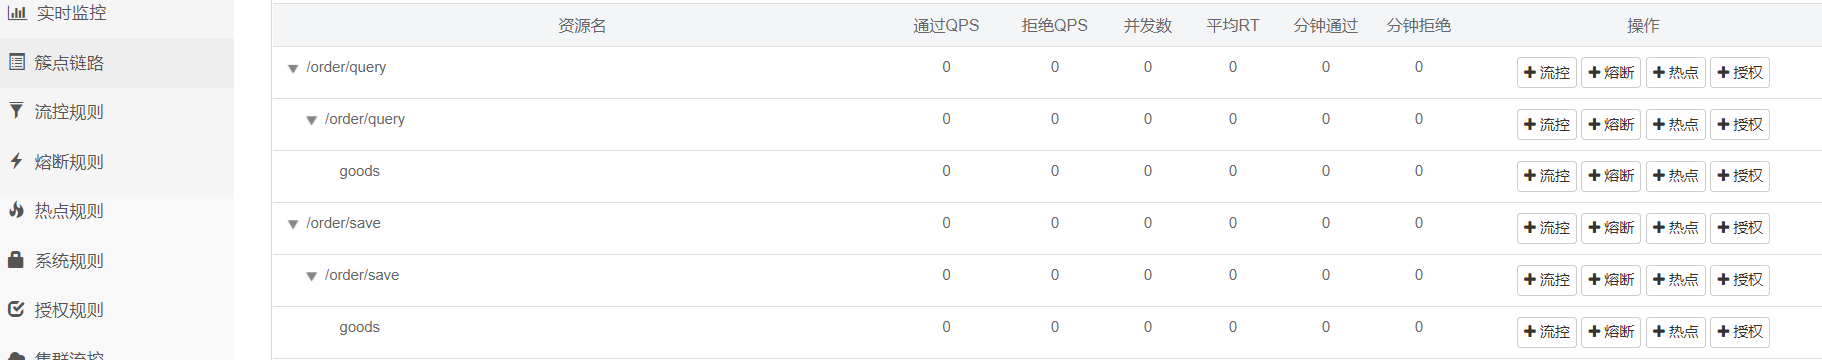 实时监控
簇点链路
流控规则
熔断规则
热点规则
系统规则
授权规则
集群流控
资源名 通过QPS 拒绝QPS 并发数 平均RT 分钟通过 分钟拒绝 操作
/order/query 0 0 0 0 0 0 流控 熔断 热点 授权
/order/query 0 0 0 0 0 0 流控 熔断 热点 授权
goods 0 0 0 0 0 0 流控 熔断 热点 授权
/order/save 0 0 0 0 0 0 流控 熔断 热点 授权
/order/save 0 0 0 0 0 0 流控 熔断 热点 授权
goods 0 0 0 0 0 0 流控 熔断 热点 授权